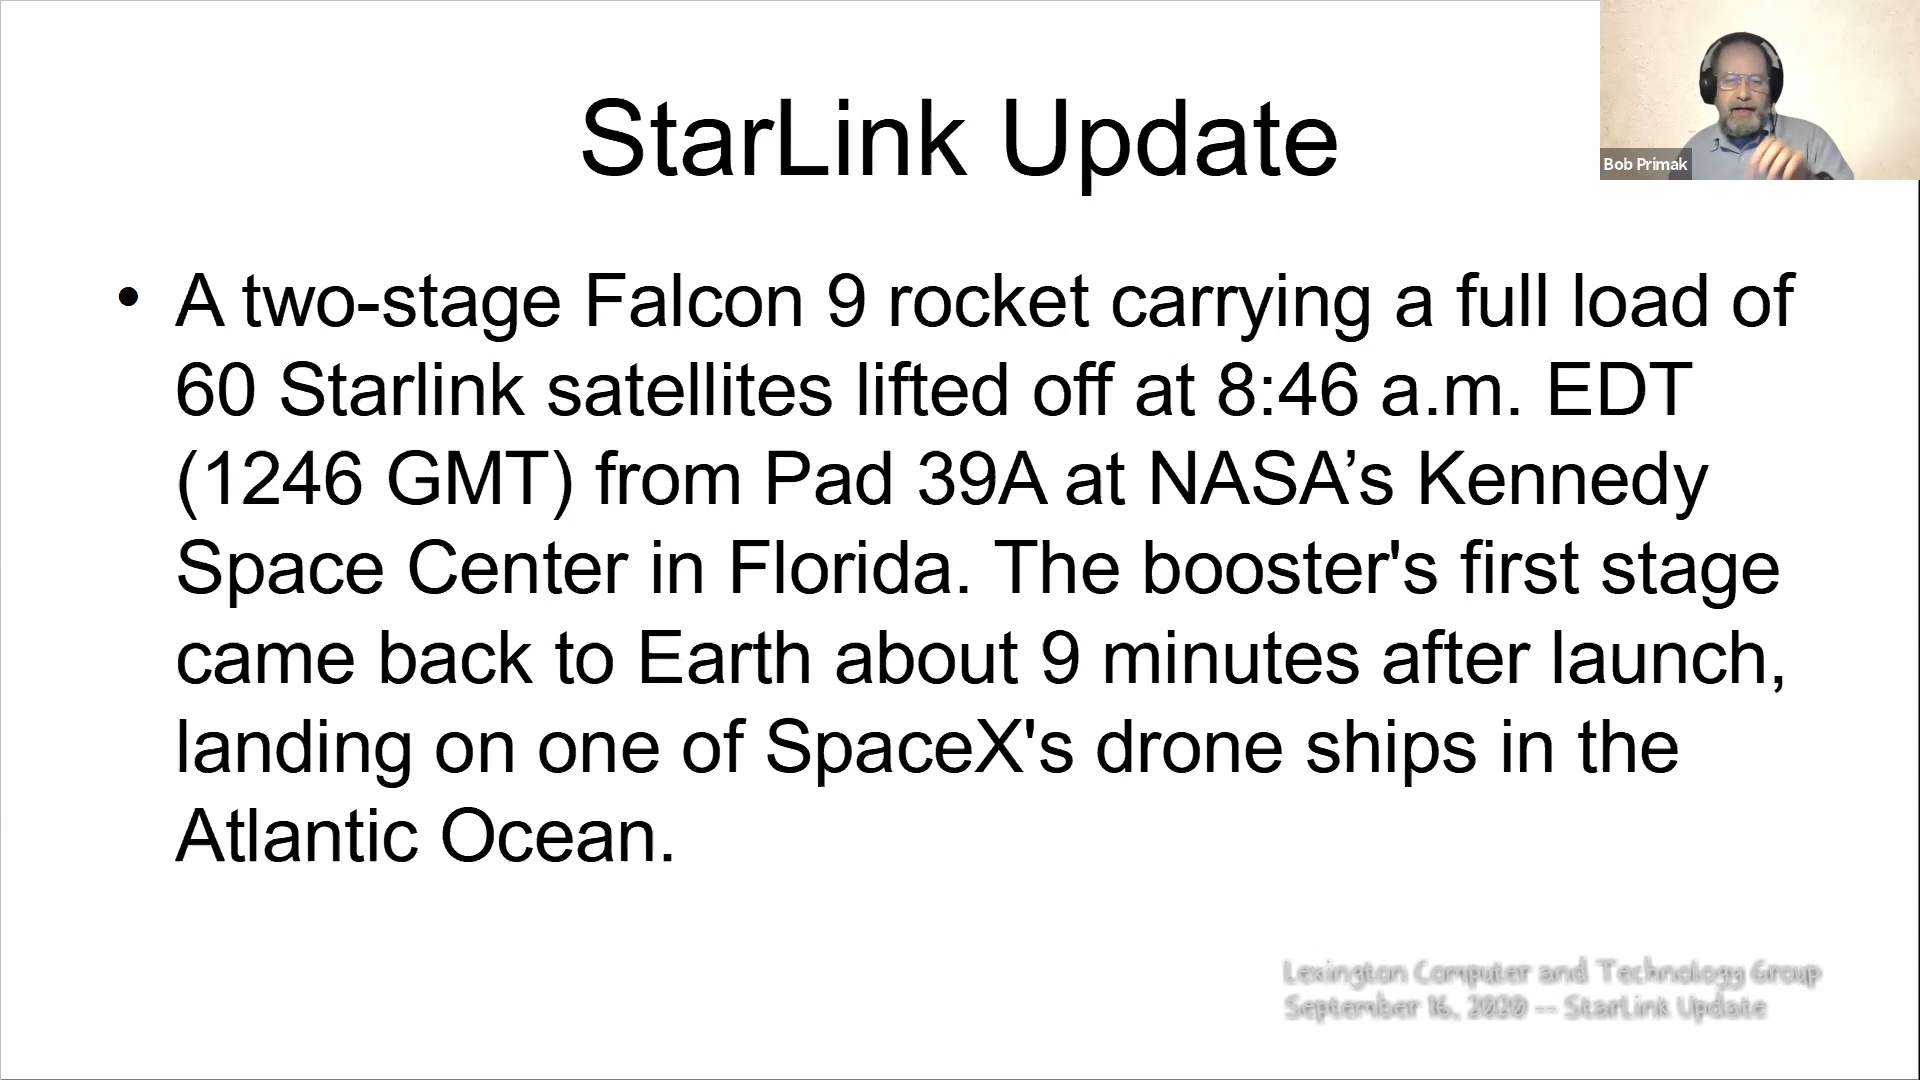 StarLink Update
Bob Primak
• A two-stage Falcon 9 rocket carrying a full load of
60 Starlink satellites lifted off at 8:46 a.m. EDT
(1246 GMT) from Pad 39A at NASA’s Kennedy
Space Center in Florida. The booster's first stage
came back to Earth about 9 minutes after launch,
landing on one of SpaceX's drone ships in the
Atlantic Ocean.
Lexington Computer and Technology Group
September 16, 2020 -- StarLink Update